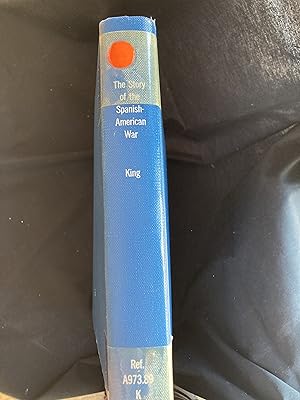 The Story
of the
Spanish-
American
War
King
Ref.
A973.89
K